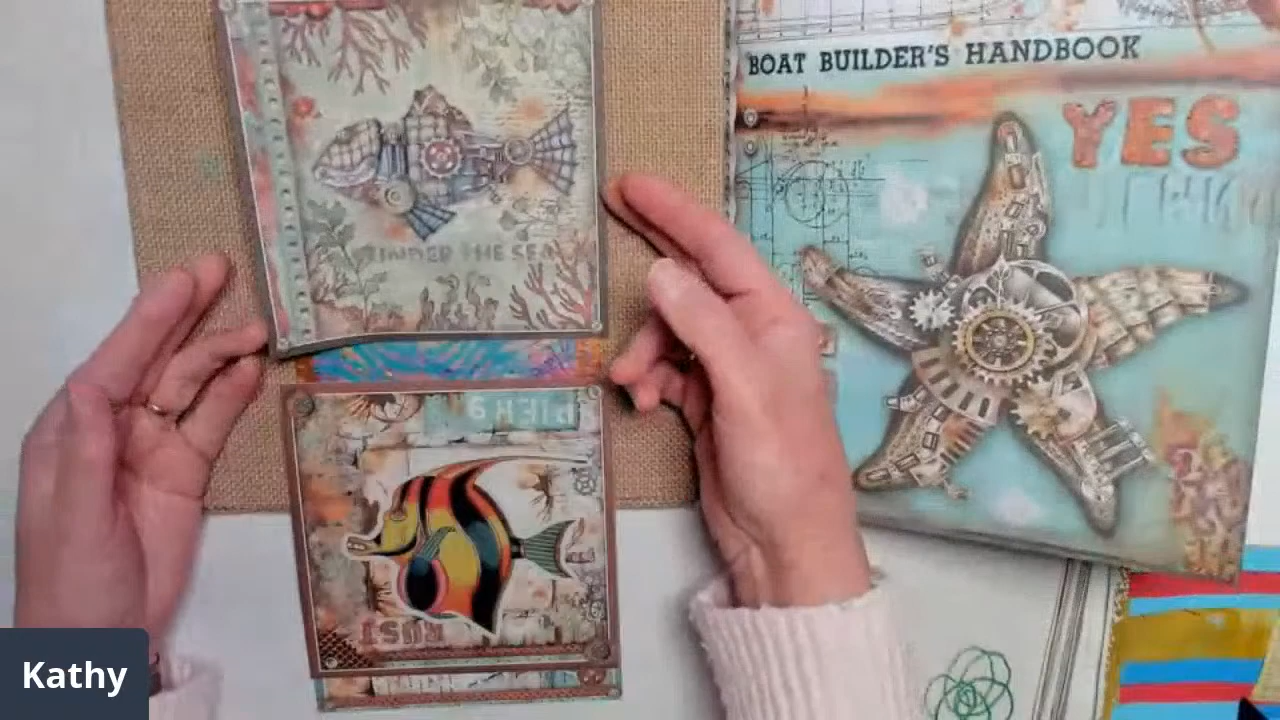 BOAT BUILDER'S HANDBOOK
YES
UNDER THE SEA
PIER 9
RUST
Kathy